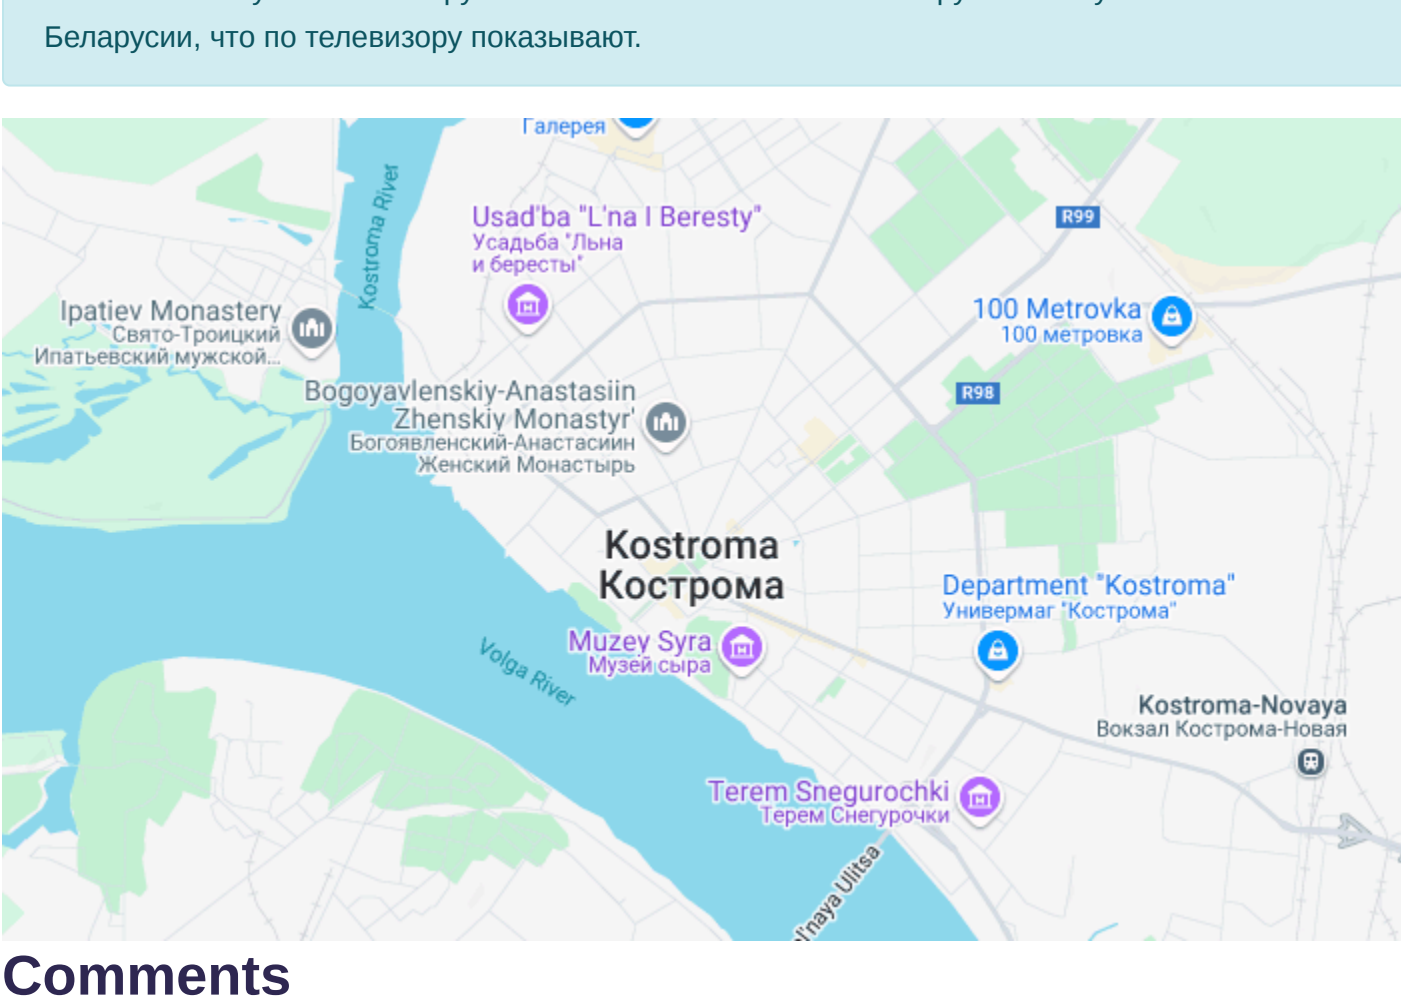 Беларусии, что по телевизору показывают.
Галерея
Kostroma River
Usad'ba "L'na I Beresty"
Усадьба "Льна
и бересты"
R99
Ipatiev Monastery
Свято-Троицкий
Ипатьевский мужской...
100 Metrovka
100 метровка
R98
Bogoyavlenskiy-Anastasiin
Zhenskiy Monastyr'
Богоявленский-Анастасиин
Женский Монастырь
Kostroma
Кострома
Department "Kostroma"
Универмаг "Кострома"
Muzey Syra
Музей сыра
Volga River
Kostroma-Novaya
Вокзал Кострома-Новая
Terem Snegurochki
Терем Снегурочки
Ulitsa
Comments